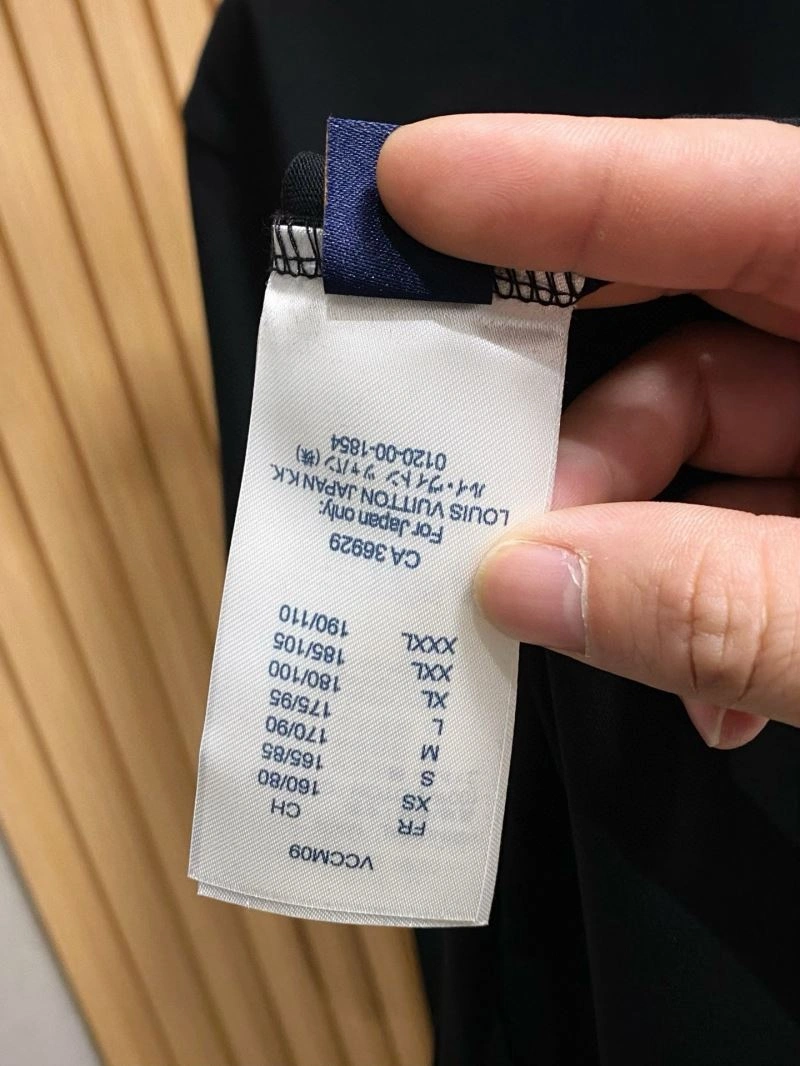 VCCM09
FR CH
XS 160/80
S 165/85
M 170/90
L 175/95
XL 180/100
XXL 185/105
XXXL 190/110
CA 36929
For Japan only:
LOUIS VUITTON JAPAN K.K.
ルイ・ヴィトン ジャパン (株)
0120-00-1854